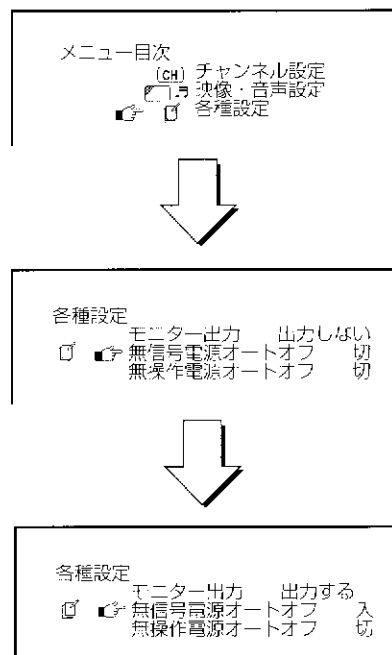 メニュー目次
(CH) チャンネル設定
映像・音声設定
各種設定
各種設定
モニター出力 出力しない
無信号電源オートオフ 切
無操作電源オートオフ 切
各種設定
モニター出力 出力する
無信号電源オートオフ 入
無操作電源オートオフ 切